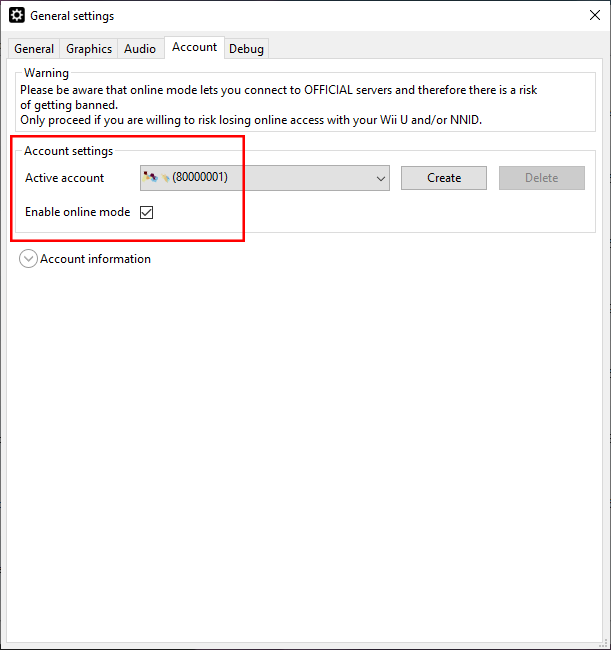 General settings
General Graphics Audio Account Debug
Warning
Please be aware that online mode lets you connect to OFFICIAL servers and therefore there is a risk
of getting banned.
Only proceed if you are willing to risk losing online access with your Wii U and/or NNID.
Account settings
Active account (80000001) Create Delete
Enable online mode
Account information